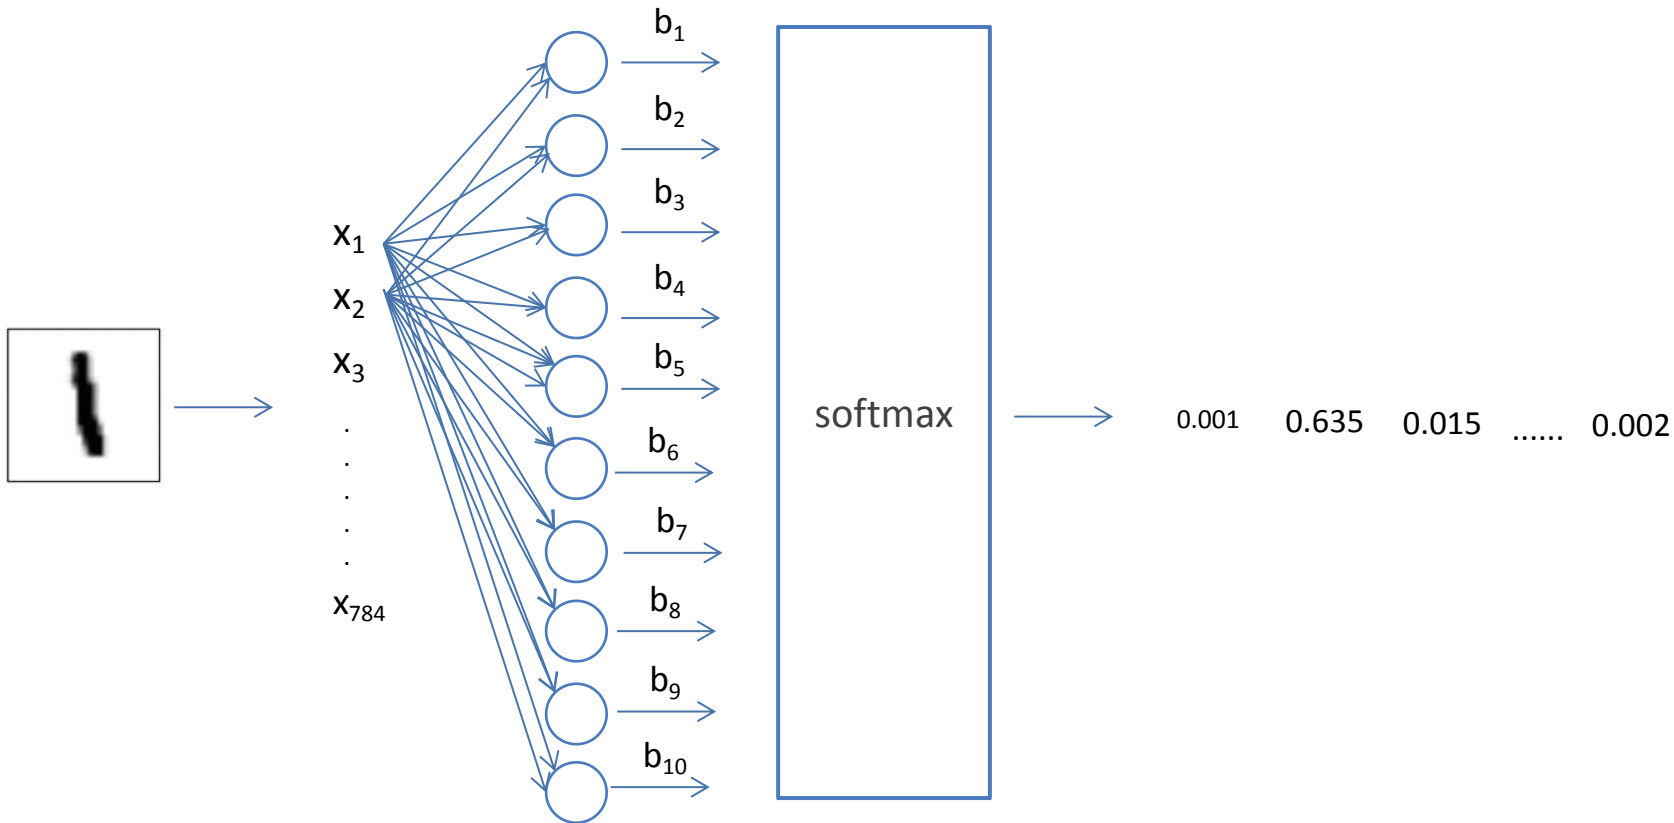 x₁
x₂
x₃
.
.
.
.
.
x₇₈₄
b₁
b₂
b₃
b₄
b₅
b₆
b₇
b₈
b₉
b₁₀
softmax
0.001 0.635 0.015 ...... 0.002